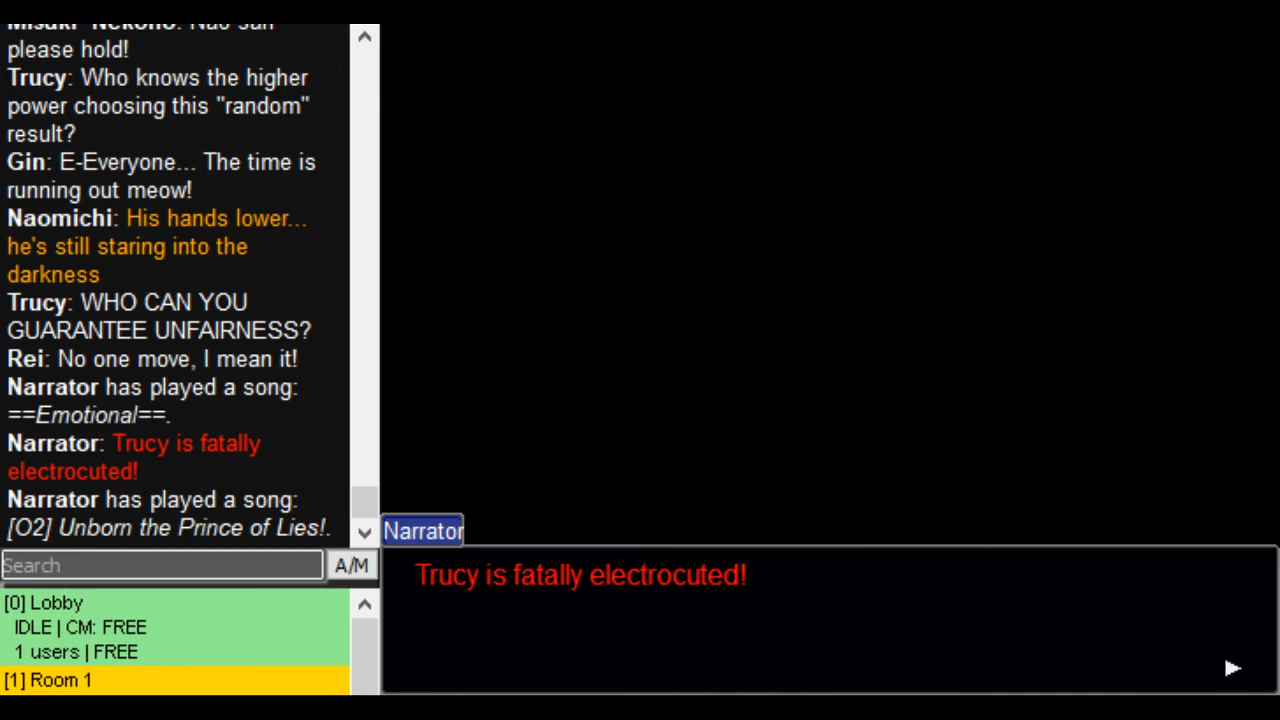 Misuki Nekono: Nao san
please hold!
Trucy: Who knows the higher
power choosing this "random"
result?
Gin: E-Everyone... The time is
running out meow!
Naomichi: His hands lower...
he's still staring into the
darkness
Trucy: WHO CAN YOU
GUARANTEE UNFAIRNESS?
Rei: No one move, I mean it!
Narrator has played a song:
==Emotional==.
Narrator: Trucy is fatally
electrocuted!
Narrator has played a song:
[O2] Unborn the Prince of Lies!.
Search
A/M
[0] Lobby
IDLE | CM: FREE
1 users | FREE
[1] Room 1
Narrator
Trucy is fatally electrocuted!